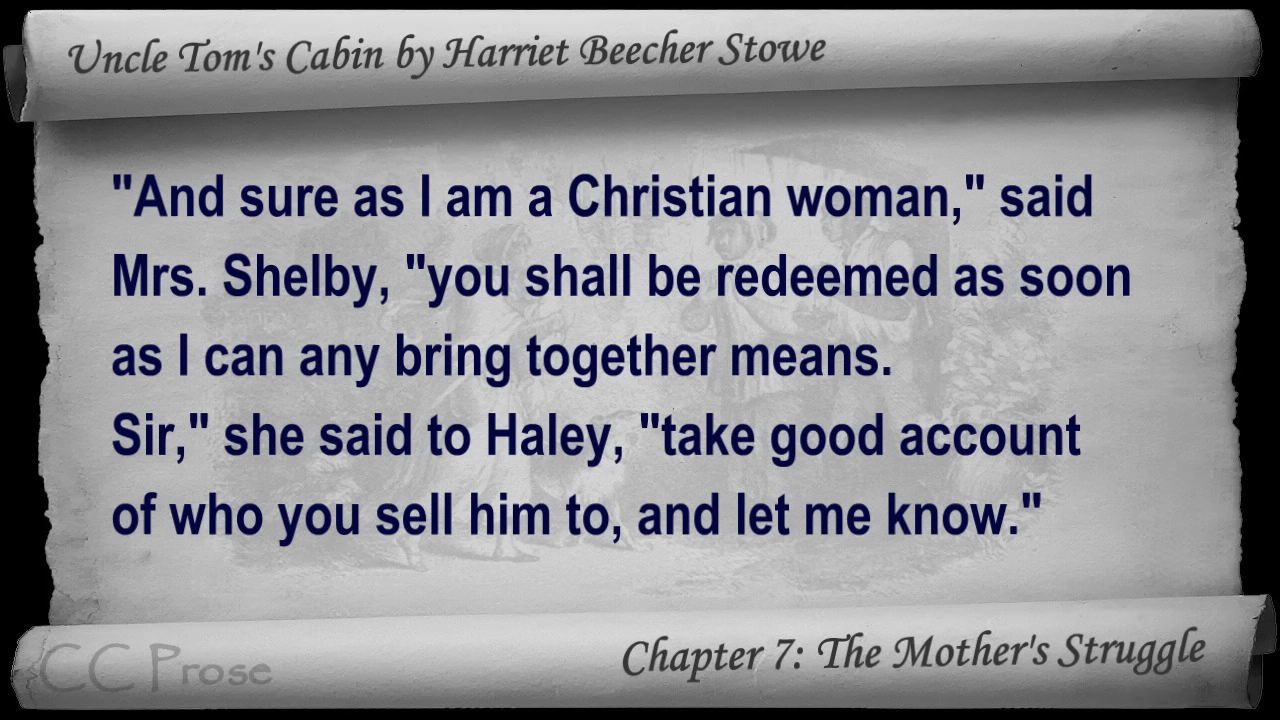 Uncle Tom's Cabin by Harriet Beecher Stowe
"And sure as I am a Christian woman," said
Mrs. Shelby, "you shall be redeemed as soon
as I can any bring together means.
Sir," she said to Haley, "take good account
of who you sell him to, and let me know."
CC Prose
Chapter 7: The Mother's Struggle